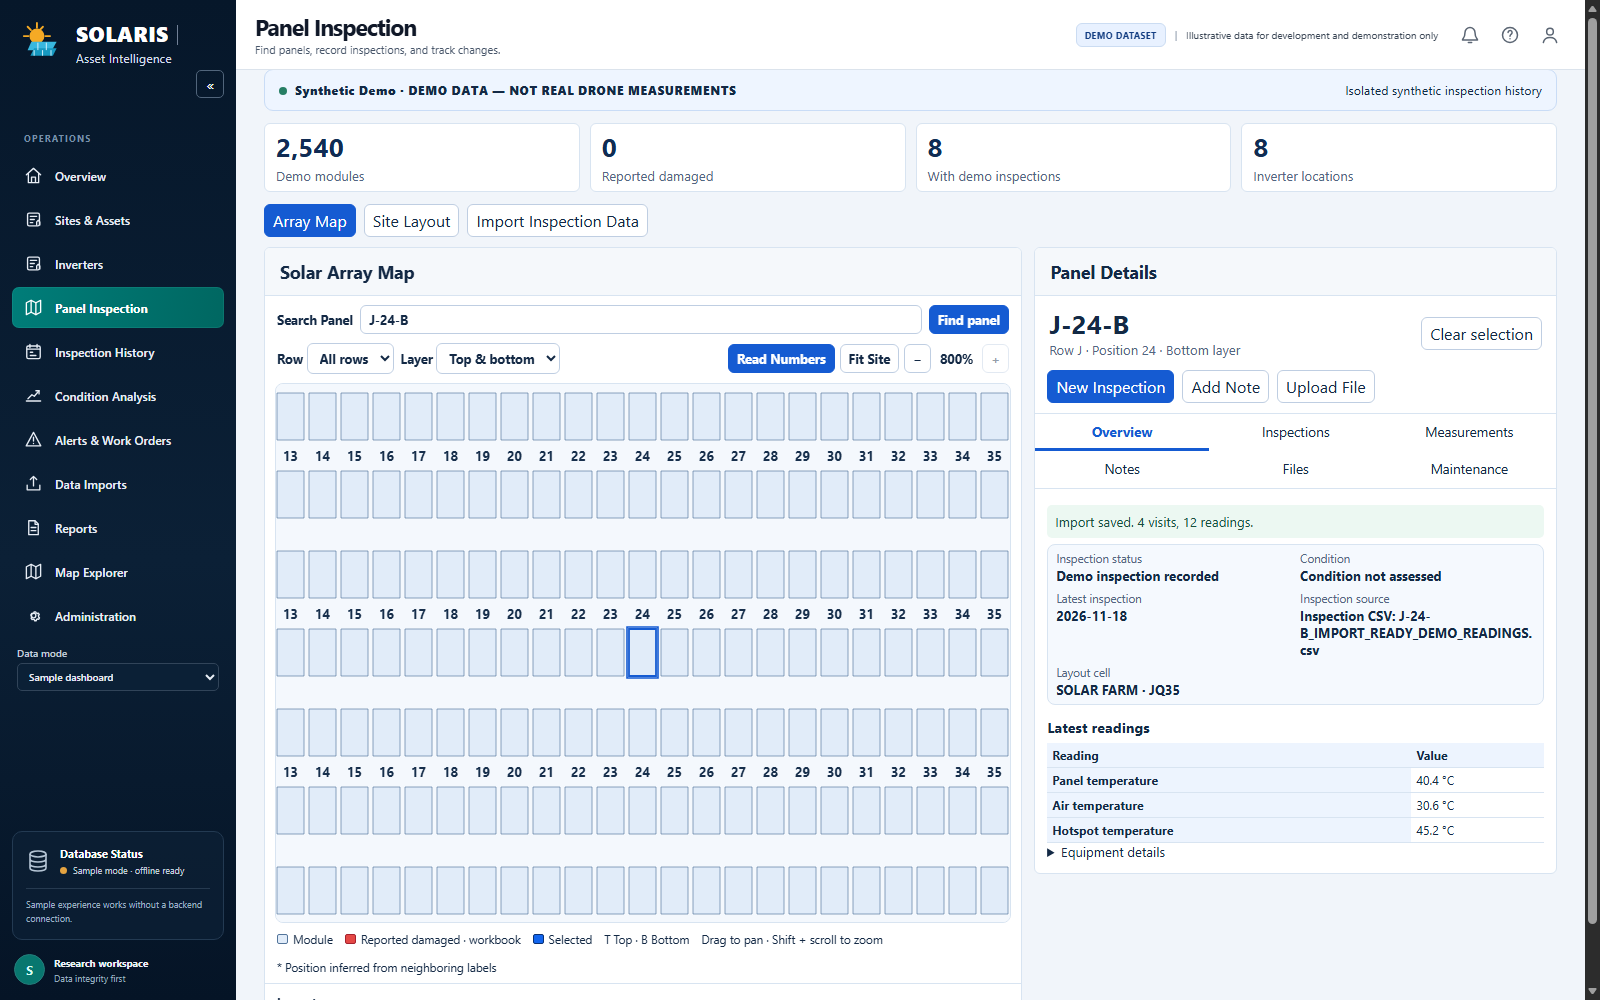 SOLARIS
Asset Intelligence
«
OPERATIONS
Overview
Sites & Assets
Inverters
Panel Inspection
Inspection History
Condition Analysis
Alerts & Work Orders
Data Imports
Reports
Map Explorer
Administration
Data mode
Sample dashboard
Database Status
Sample mode · offline ready
Sample experience works without a backend
connection.
S
Research workspace
Data integrity first
Panel Inspection
Find panels, record inspections, and track changes.
DEMO DATASET | Illustrative data for development and demonstration only
Synthetic Demo · DEMO DATA — NOT REAL DRONE MEASUREMENTS
Isolated synthetic inspection history
2,540
Demo modules
0
Reported damaged
8
With demo inspections
8
Inverter locations
Array Map
Site Layout
Import Inspection Data
Solar Array Map
Search Panel J-24-B Find panel
Row All rows Layer Top & bottom Read Numbers Fit Site − 800% +
13 14 15 16 17 18 19 20 21 22 23 24 25 26 27 28 29 30 31 32 33 34 35
13 14 15 16 17 18 19 20 21 22 23 24 25 26 27 28 29 30 31 32 33 34 35
13 14 15 16 17 18 19 20 21 22 23 24 25 26 27 28 29 30 31 32 33 34 35
Module Reported damaged · workbook Selected T Top · B Bottom Drag to pan · Shift + scroll to zoom
* Position inferred from neighboring labels
Panel Details
J-24-B
Row J · Position 24 · Bottom layer
Clear selection
New Inspection Add Note Upload File
Overview Inspections Measurements
Notes Files Maintenance
Import saved. 4 visits, 12 readings.
Inspection status
Demo inspection recorded
Condition
Condition not assessed
Latest inspection
2026-11-18
Inspection source
Inspection CSV: J-24-
B_IMPORT_READY_DEMO_READINGS.
csv
Layout cell
SOLAR FARM · JQ35
Latest readings
Reading Value
Panel temperature 40.4 °C
Air temperature 30.6 °C
Hotspot temperature 45.2 °C
Equipment details